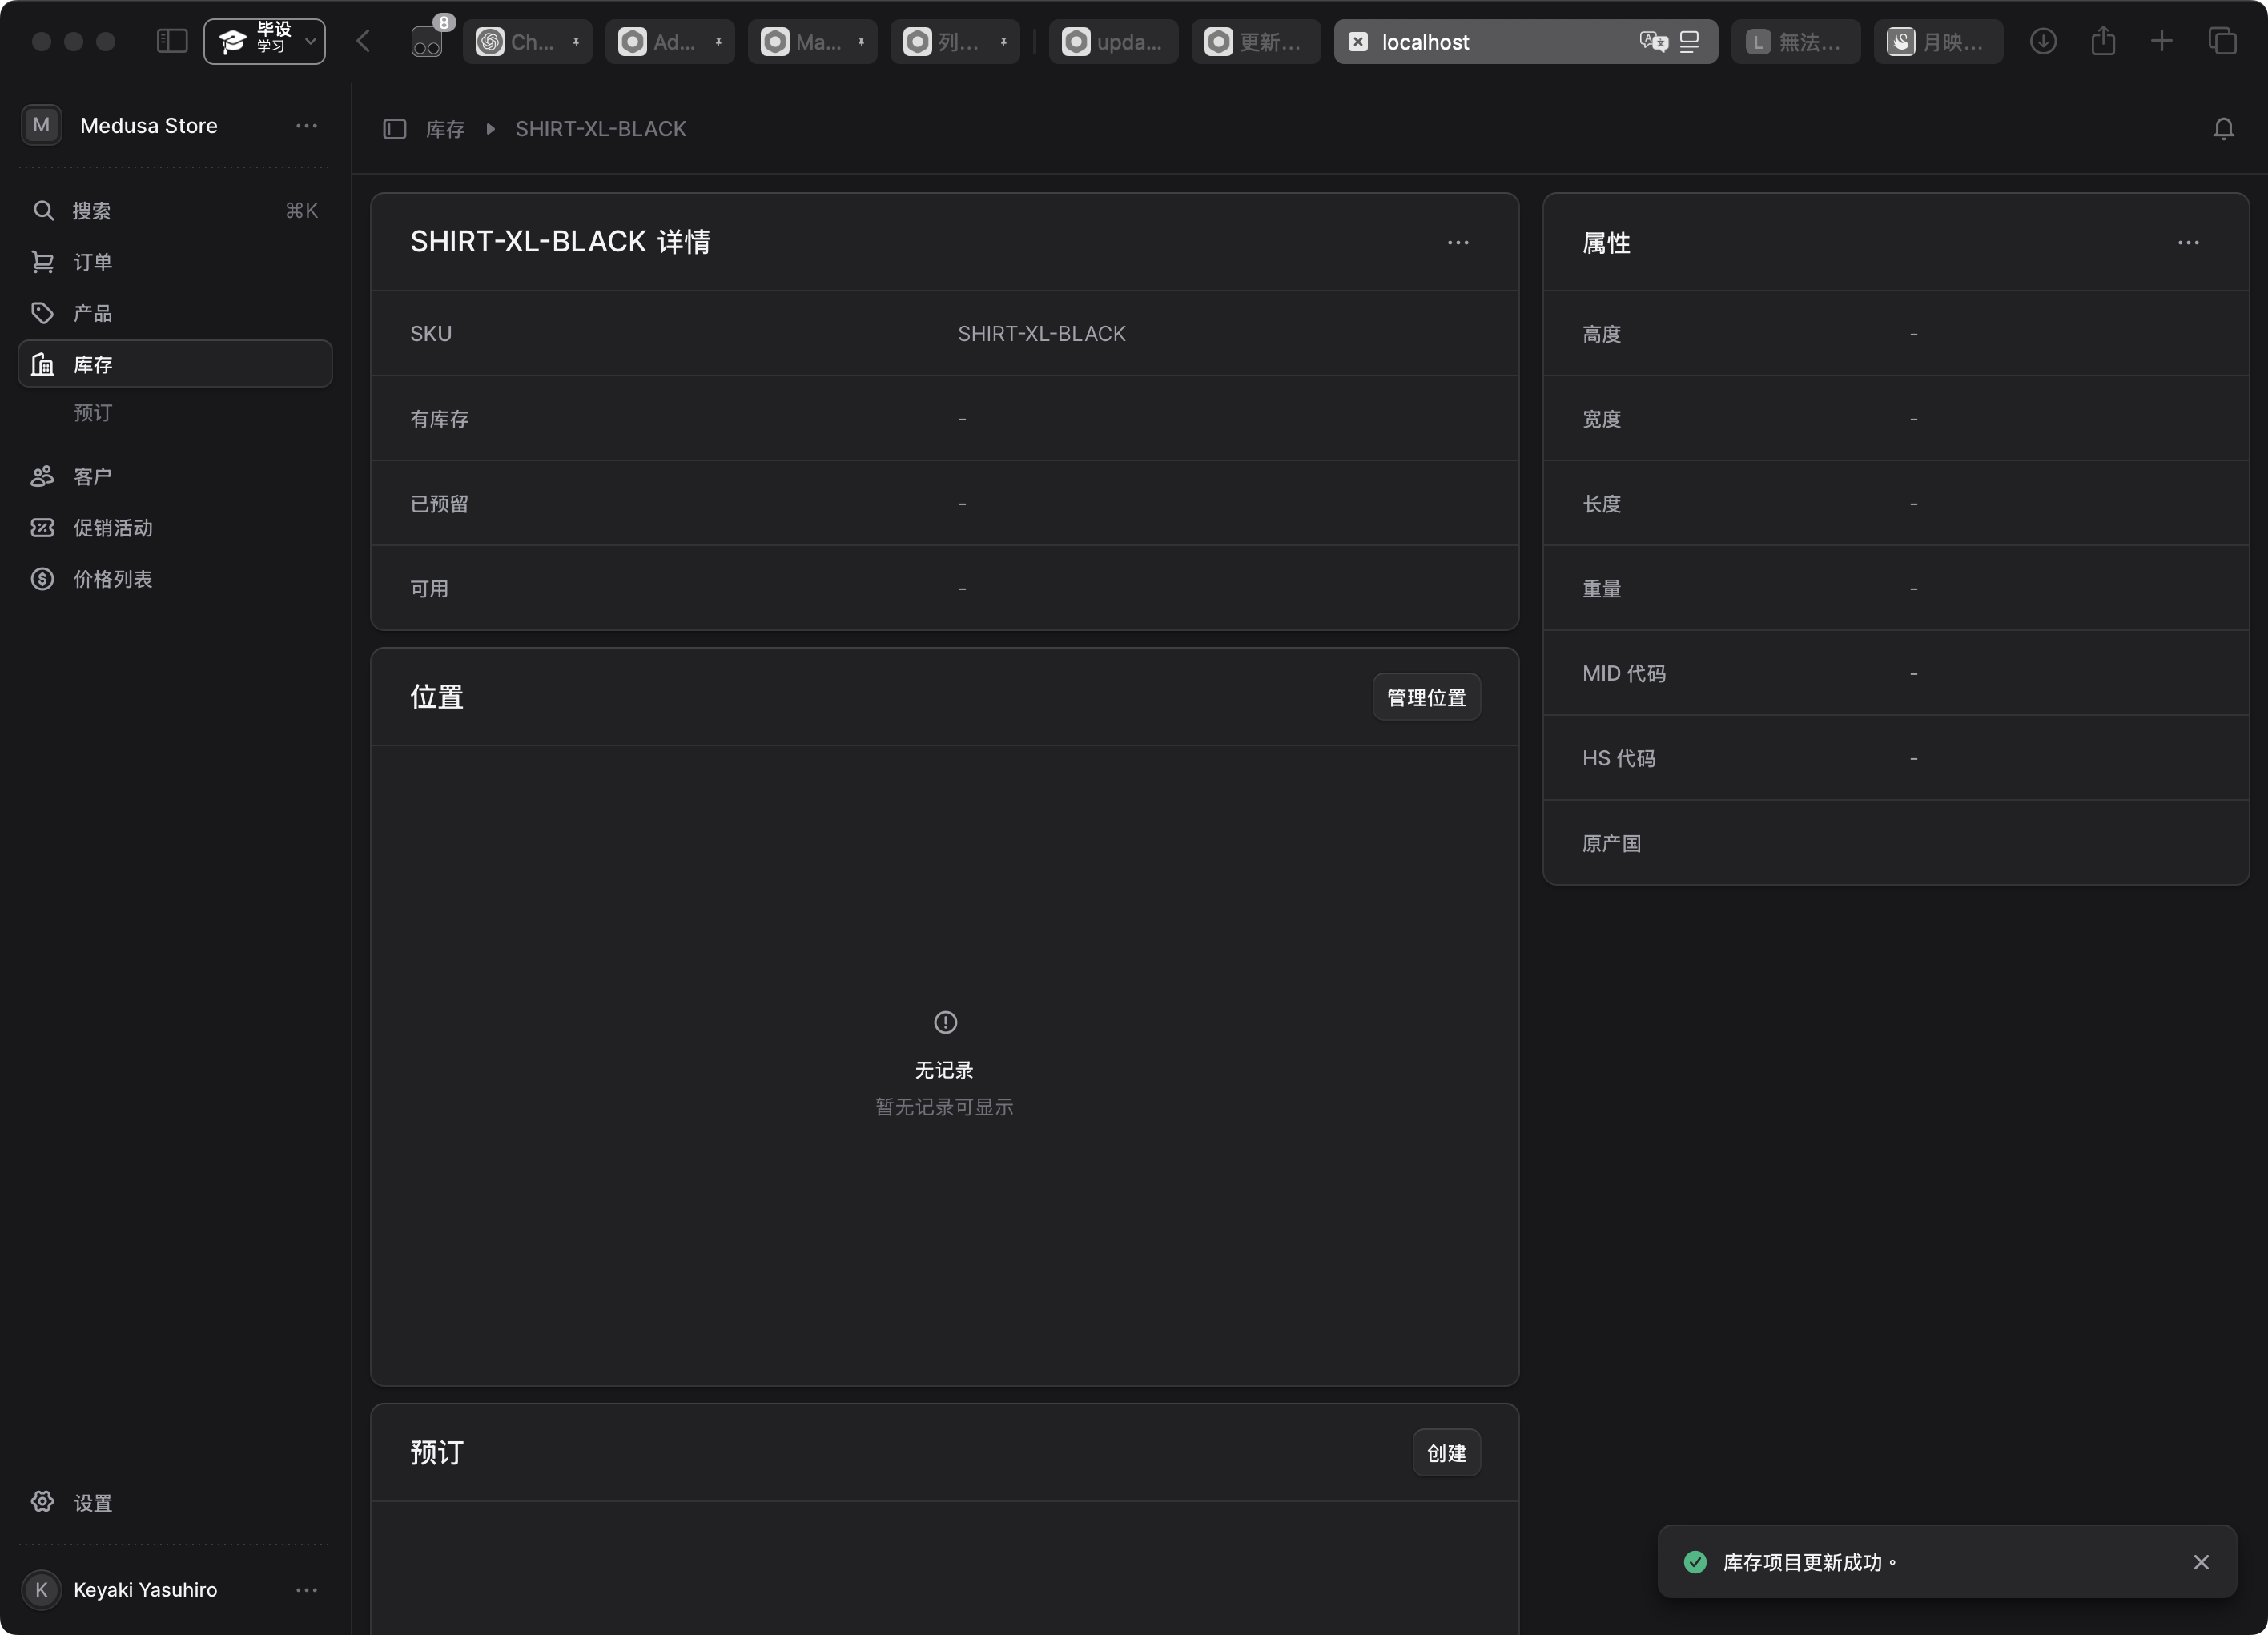 毕设
学习
8
Ch...
Ad...
Ma...
列...
upda...
更新...
localhost
L
無法...
月映...
M
Medusa Store
搜索
⌘K
订单
产品
库存
预订
客户
促销活动
价格列表
设置
K
Keyaki Yasuhiro
库存
SHIRT-XL-BLACK
SHIRT-XL-BLACK 详情
SKU
SHIRT-XL-BLACK
有库存
-
已预留
-
可用
-
位置
管理位置
无记录
暂无记录可显示
预订
创建
属性
高度
-
宽度
-
长度
-
重量
-
MID 代码
-
HS 代码
-
原产国
库存项目更新成功。